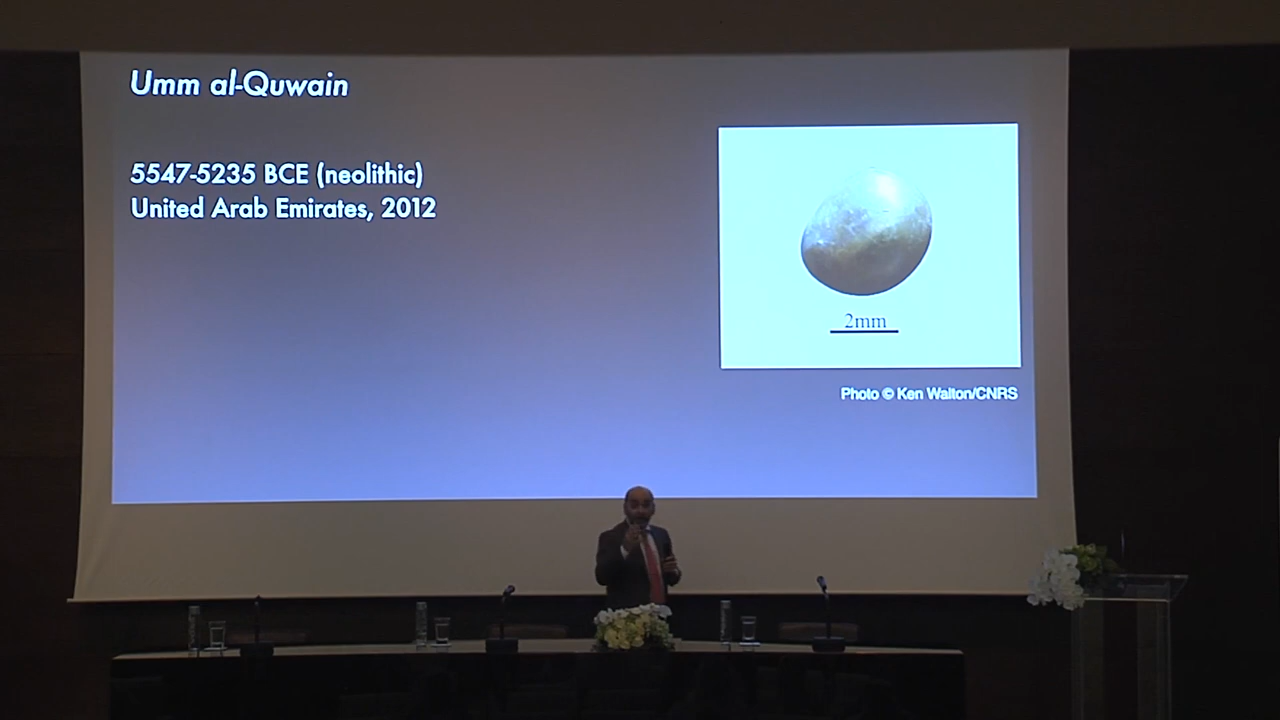 Umm al-Quwain
5547-5235 BCE (neolithic)
United Arab Emirates, 2012
2mm
Photo © Ken Walton/CNRS